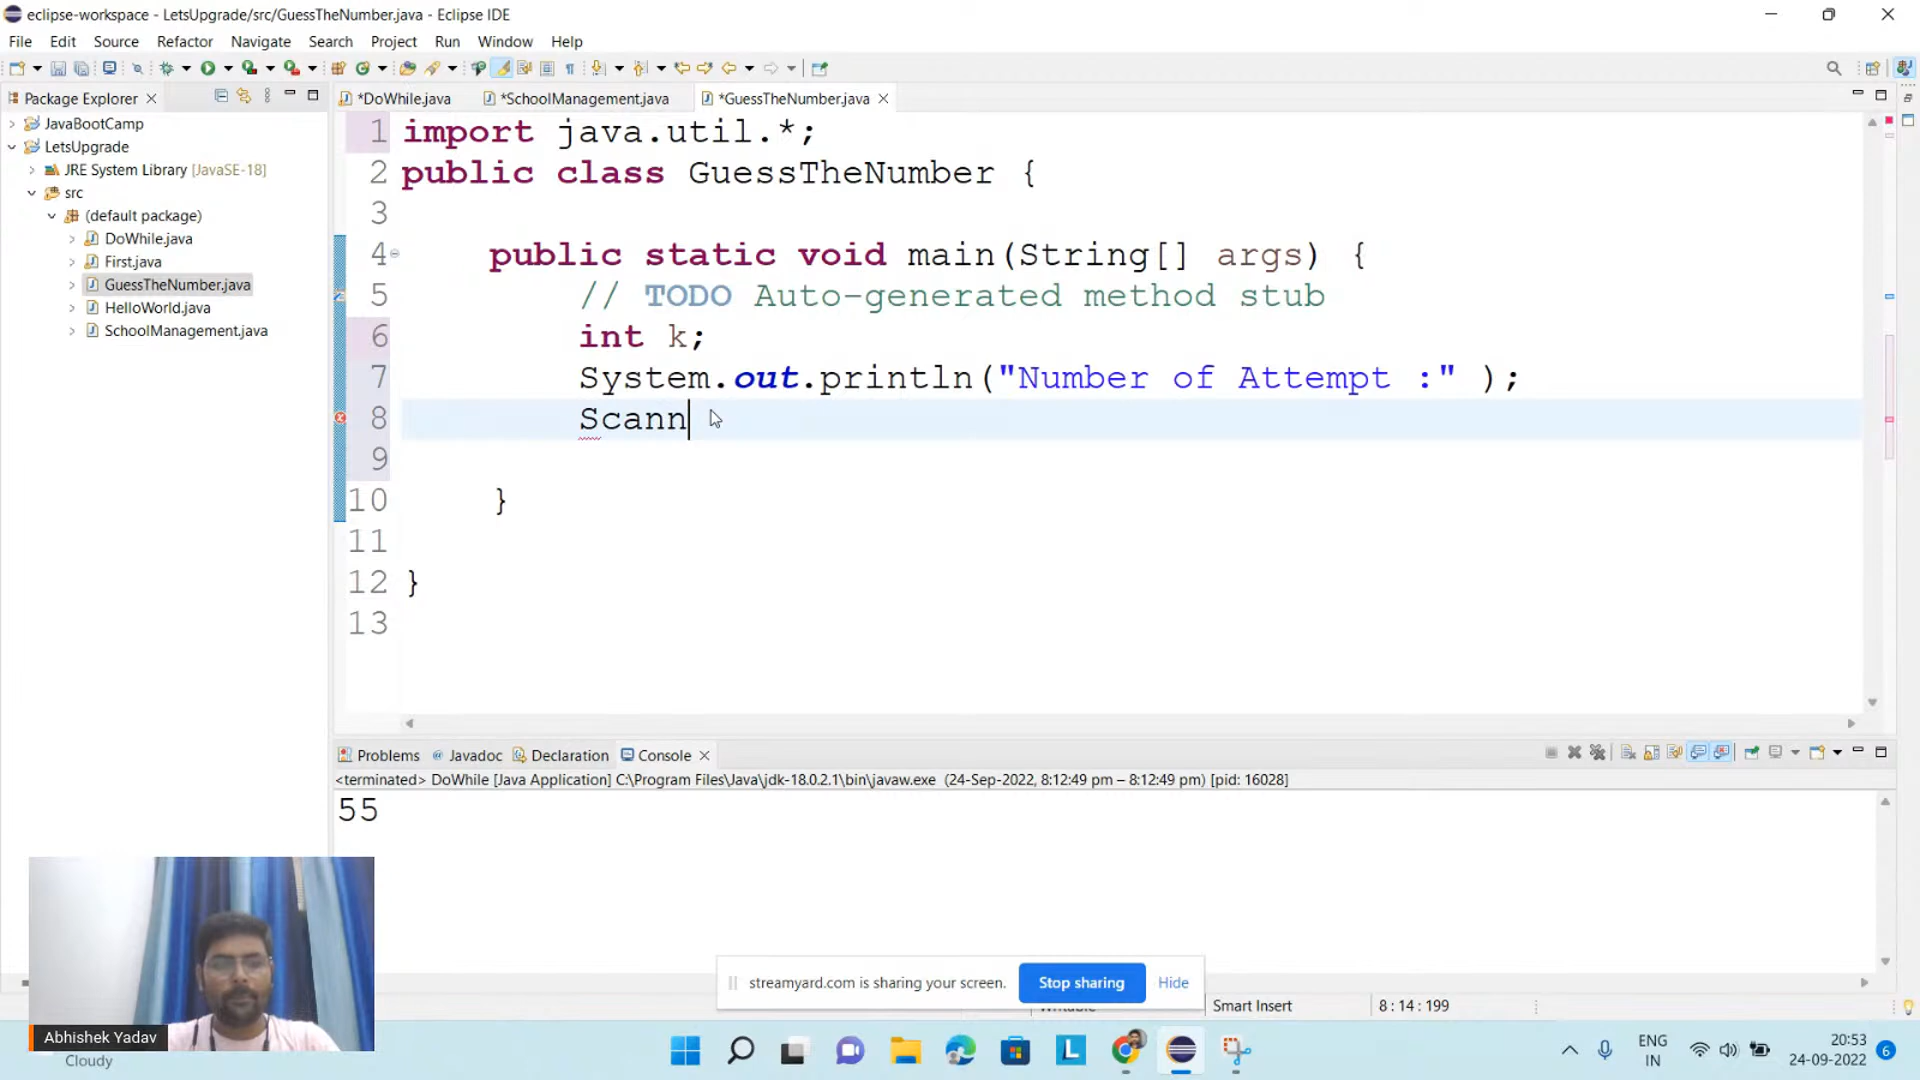 eclipse-workspace - LetsUpgrade/src/GuessTheNumber.java - Eclipse IDE
File Edit Source Refactor Navigate Search Project Run Window Help
Package Explorer
*DoWhile.java *SchoolManagement.java *GuessTheNumber.java
JavaBootCamp
LetsUpgrade
JRE System Library [JavaSE-18]
src
(default package)
DoWhile.java
First.java
GuessTheNumber.java
HelloWorld.java
SchoolManagement.java
1 import java.util.*;
2 public class GuessTheNumber {
3
4 public static void main(String[] args) {
5 // TODO Auto-generated method stub
6 int k;
7 System.out.println("Number of Attempt :" );
8 Scann
9
10 }
11
12 }
13
Problems Javadoc Declaration Console
<terminated> DoWhile [Java Application] C:\Program Files\Java\jdk-18.0.2.1\bin\javaw.exe (24-Sep-2022, 8:12:49 pm – 8:12:49 pm) [pid: 16028]
55
streamyard.com is sharing your screen. Stop sharing Hide
Smart Insert 8 : 14 : 199
Abhishek Yadav
Cloudy
ENG
IN
20:53
24-09-2022
6